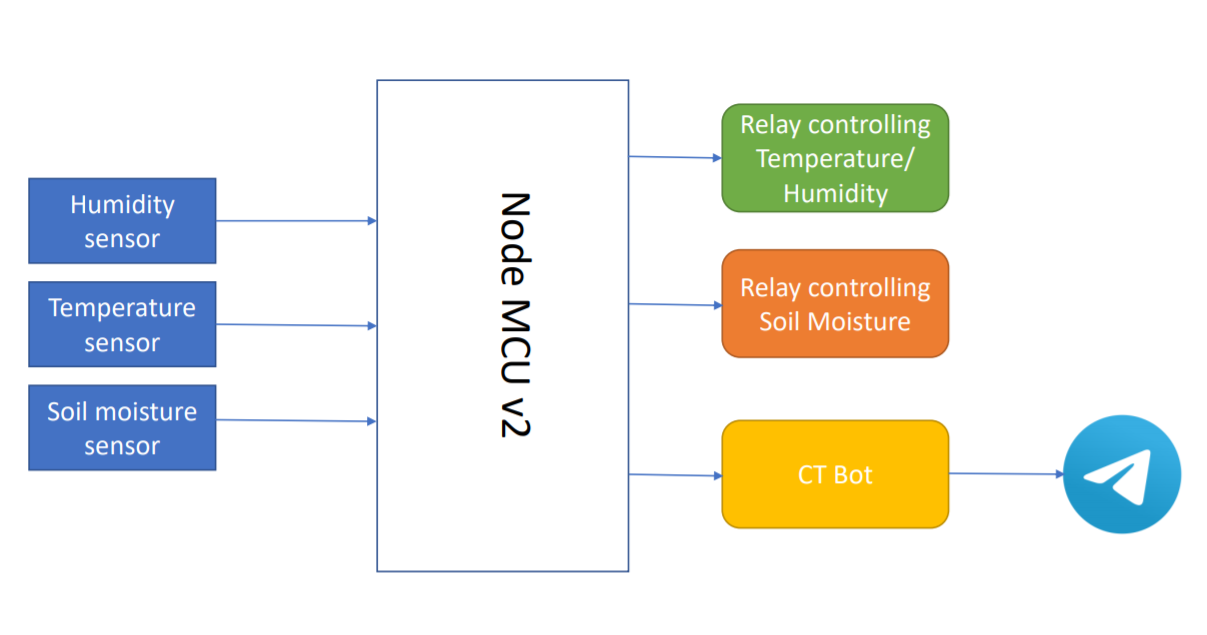 Humidity
sensor
Temperature
sensor
Soil moisture
sensor
Node MCU v2
Relay controlling
Temperature/
Humidity
Relay controlling
Soil Moisture
CT Bot